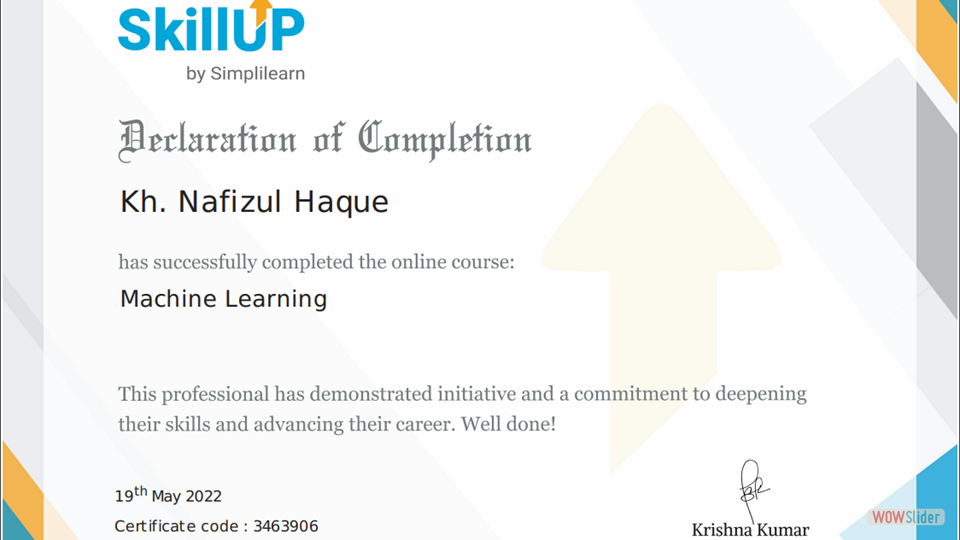 SkillUP
by Simplilearn
Declaration of Completion
Kh. Nafizul Haque
has successfully completed the online course:
Machine Learning
This professional has demonstrated initiative and a commitment to deepening
their skills and advancing their career. Well done!
19th May 2022
Certificate code : 3463906
Krishna Kumar
WOWSlider